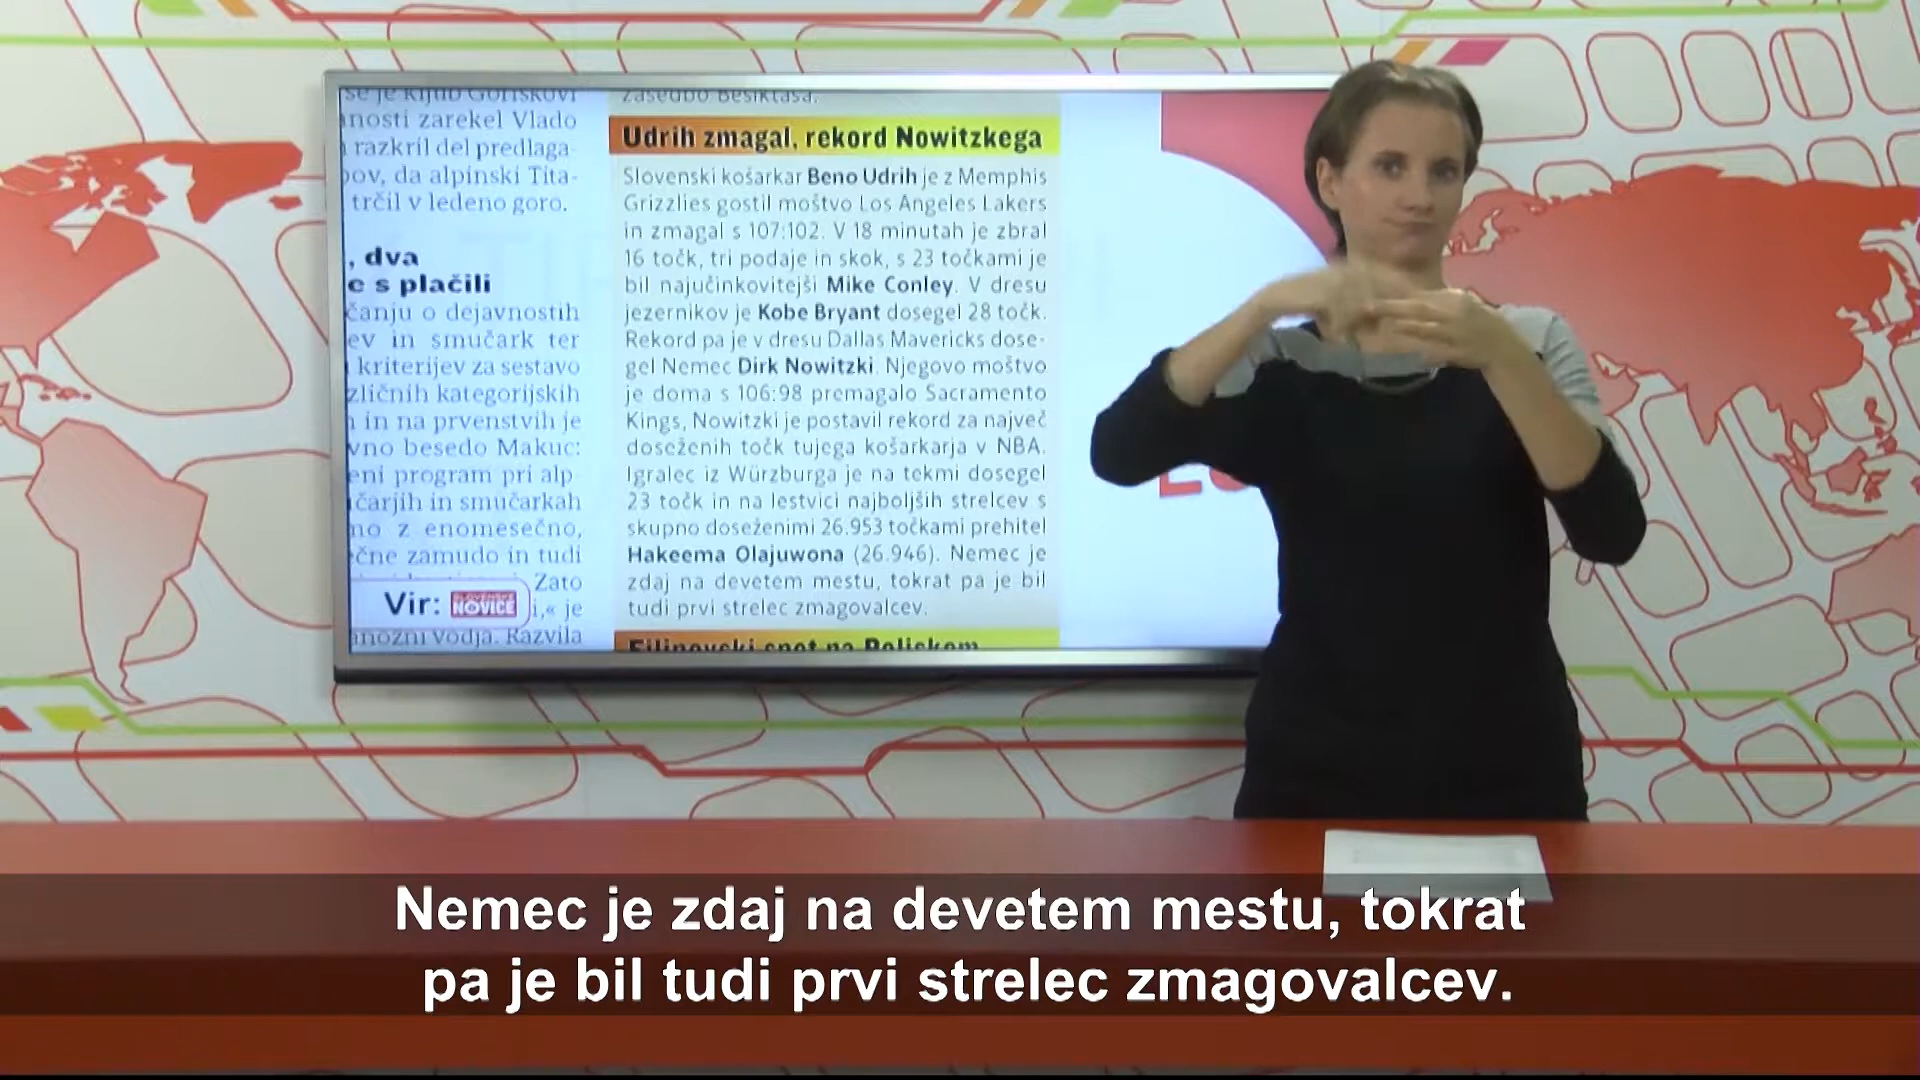 se je kljub Goriškovi
nosti zarekel Vlado
razkril del predlaga-
pov, da alpinski Tita-
trčil v ledeno goro.
, dva
e s plačili
čanju o dejavnostih
ev in smučark ter
kriterijev za sestavo
zličnih kategorijskih
in na prvenstvih je
vno besedo Makuc:
eni program pri alp-
čarjih in smučarkah
no z enomesečno,
ečne zamudo in tudi
Zato
i,« je
nozni vodja. Razvila
Vir: SLOVENSKE NOVICE
zasedbo Besiktasa.
Udrih zmagal, rekord Nowitzkega
Slovenski košarkar Beno Udrih je z Memphis
Grizzlies gostil moštvo Los Angeles Lakers
in zmagal s 107:102. V 18 minutah je zbral
16 točk, tri podaje in skok, s 23 točkami je
bil najučinkovitejši Mike Conley. V dresu
jezernikov je Kobe Bryant dosegel 28 točk.
Rekord pa je v dresu Dallas Mavericks dose-
gel Nemec Dirk Nowitzki. Njegovo moštvo
je doma s 106:98 premagalo Sacramento
Kings, Nowitzki je postavil rekord za največ
doseženih točk tujega košarkarja v NBA.
Igralec iz Würzburga je na tekmi dosegel
23 točk in na lestvici najboljših strelcev s
skupno doseženimi 26.953 točkami prehitel
Hakeema Olajuwona (26.946). Nemec je
zdaj na devetem mestu, tokrat pa je bil
tudi prvi strelec zmagovalcev.
Filipovski spet na Poljskem
Nemec je zdaj na devetem mestu, tokrat
pa je bil tudi prvi strelec zmagovalcev.